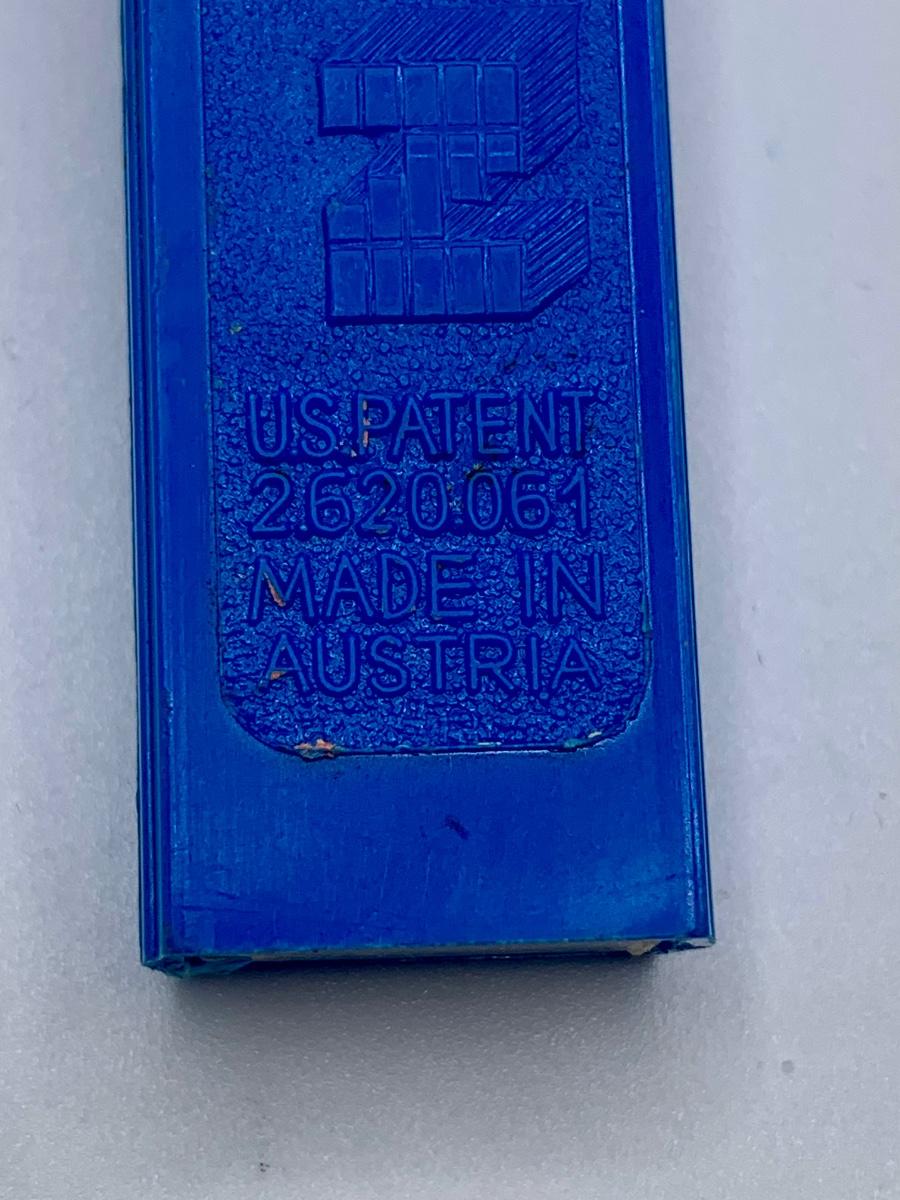 Z
U.S.PATENT
2.620.061
MADE IN
AUSTRIA